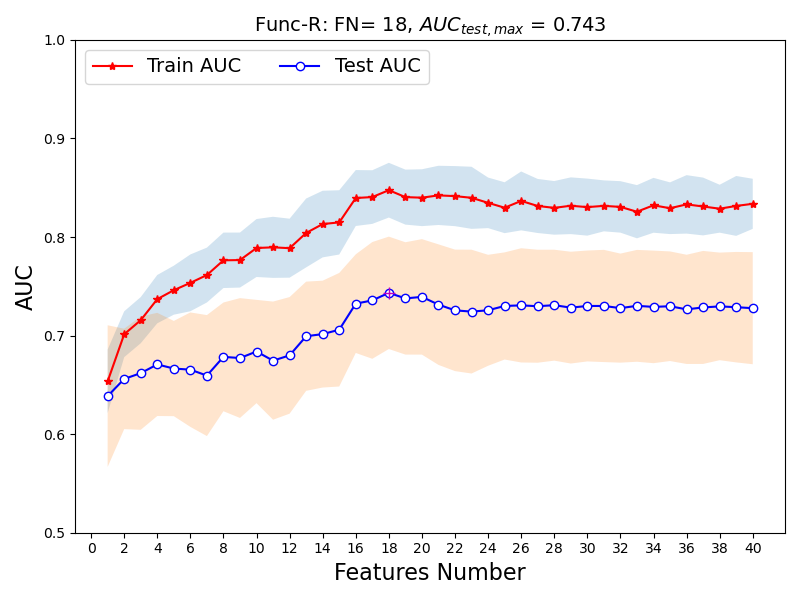 Func-R: FN= 18, AUC_{test,max} = 0.743
1.0
Train AUC Test AUC
0.9
0.8
AUC
0.7
0.6
0.5
0 2 4 6 8 10 12 14 16 18 20 22 24 26 28 30 32 34 36 38 40
Features Number